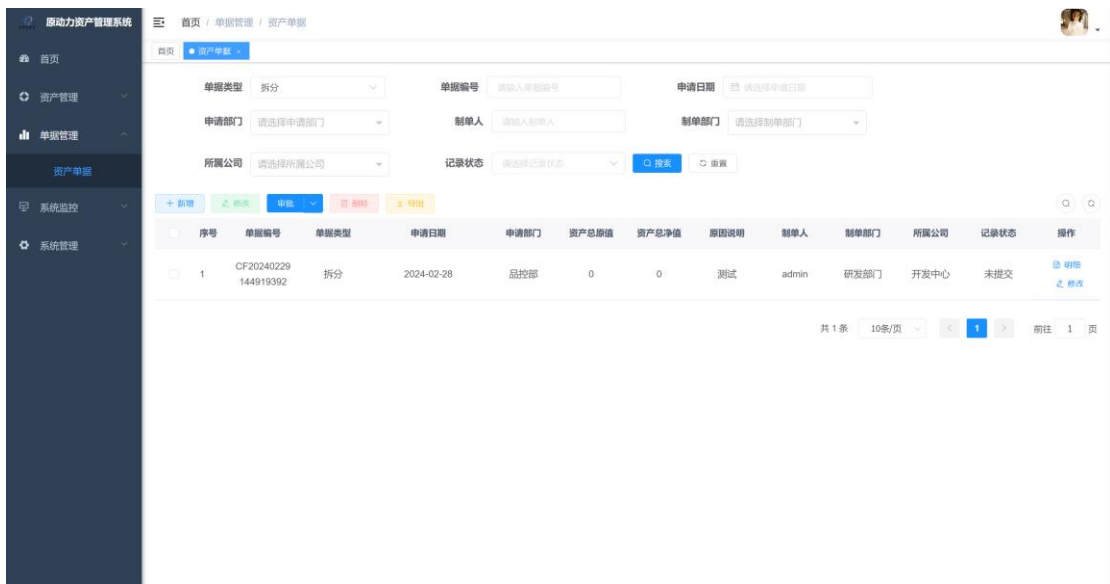 原动力资产管理系统
首页 / 单据管理 / 资产单据
首页
资产单据 ×
首页
资产管理
单据管理
资产单据
系统监控
系统管理
单据类型 拆分
单据编号 请输入单据编号
申请日期 请选择申请日期
申请部门 请选择申请部门
制单人 请输入制单人
制单部门 请选择制单部门
所属公司 请选择所属公司
记录状态 请选择记录状态
搜索
重置
+ 新增
修改
审批
删除
导出
序号 单据编号 单据类型 申请日期 申请部门 资产总原值 资产总净值 原因说明 制单人 制单部门 所属公司 记录状态 操作
1 CF20240229144919392 拆分 2024-02-28 品控部 0 0 测试 admin 研发部门 开发中心 未提交 明细
修改
共 1 条 10条/页 < 1 > 前往 1 页